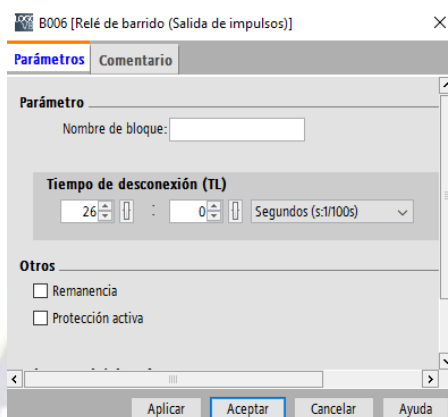 B006 [Relé de barrido (Salida de impulsos)]
Parámetros Comentario
Parámetro
Nombre de bloque:
Tiempo de desconexión (TL)
26 : 0 Segundos (s:1/100s)
Otros
Remanencia
Protección activa
Aplicar Aceptar Cancelar Ayuda